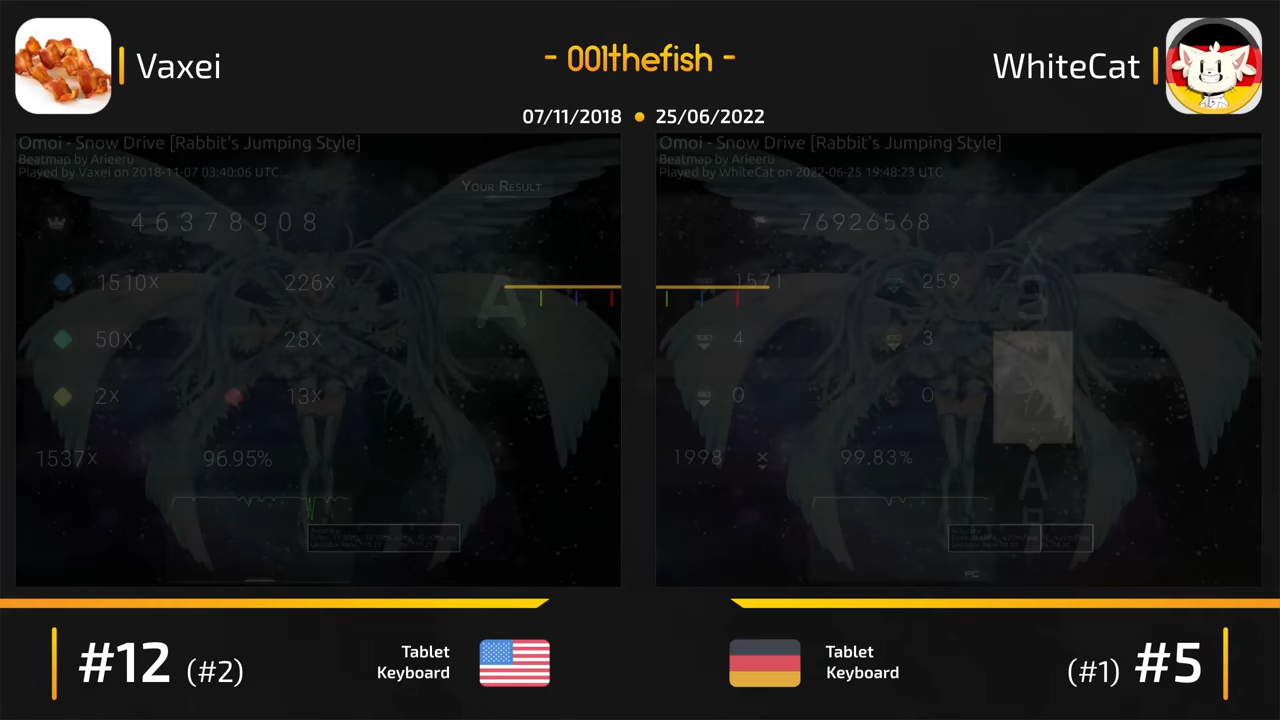 Vaxei
- 001thefish -
WhiteCat
07/11/2018 ● 25/06/2022
Omoi - Snow Drive [Rabbit's Jumping Style]
Beatmap by Arieeru
Played by Vaxei on 2018-11-07 03:40:06 UTC.
Your Result
46378908
1510x 226x
A
50x 28x
2x 13x
1537x 96.95%
Omoi - Snow Drive [Rabbit's Jumping Style]
Beatmap by Arieeru
Played by WhiteCat on 2022-06-25 19:48:23 UTC
76926568
X
1571 259
S
4 3
0 0
1998 x 99.83%
A
#12 (#2)
Tablet
Keyboard
Tablet
Keyboard
(#1) #5